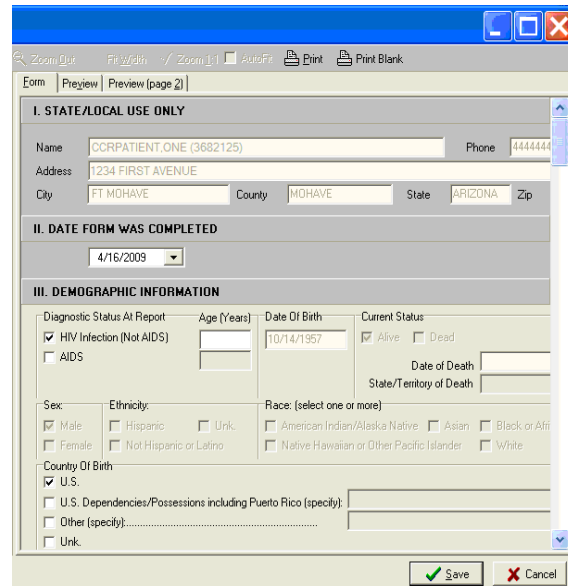 Zoom Out Fit Width Zoom 1:1 AutoFit Print Print Blank
Form Preview Preview (page 2)
I. STATE/LOCAL USE ONLY
Name CCRPATIENT,ONE (3682125) Phone 4444444
Address 1234 FIRST AVENUE
City FT MOHAVE County MOHAVE State ARIZONA Zip
II. DATE FORM WAS COMPLETED
4/16/2009
III. DEMOGRAPHIC INFORMATION
Diagnostic Status At Report Age (Years) Date Of Birth Current Status
HIV Infection (Not AIDS) 10/14/1957 Alive Dead
AIDS Date of Death
State/Territory of Death
Sex: Ethnicity: Race: (select one or more)
Male Hispanic Unk. American Indian/Alaska Native Asian Black or Afri
Female Not Hispanic or Latino Native Hawaiian or Other Pacific Islander White
Country Of Birth
U.S.
U.S. Dependencies/Possessions including Puerto Rico (specify):
Other (specify):..............................................................
Unk.
Save Cancel